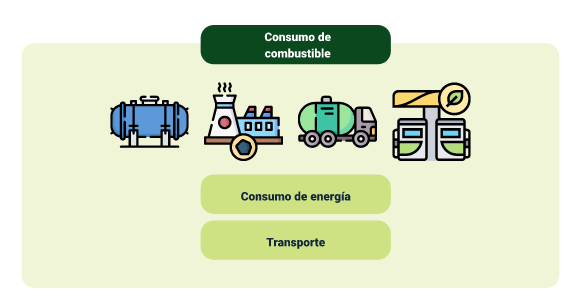 Consumo de
combustible
Consumo de energía
Transporte